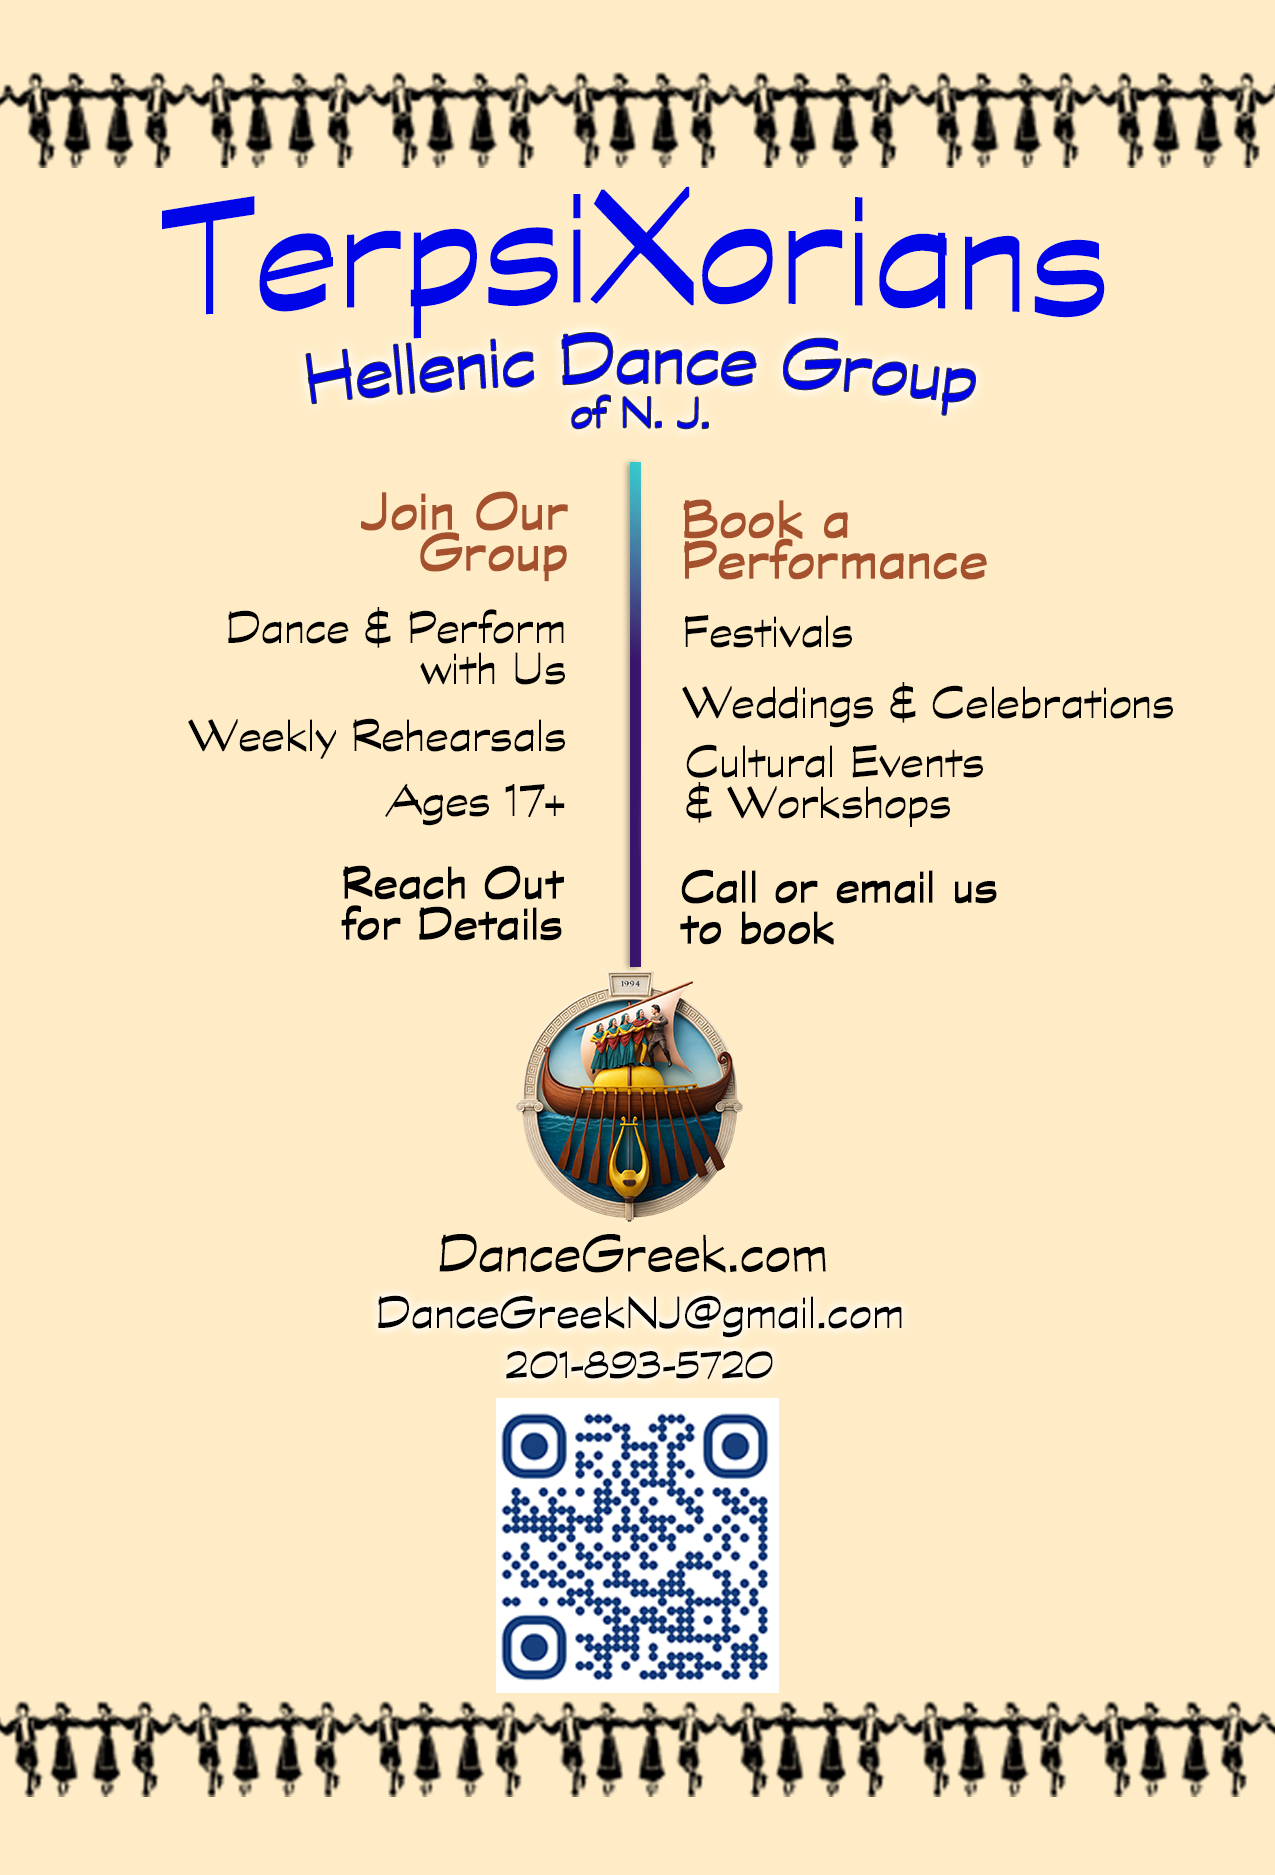 TerpsiXorians
Hellenic Dance Group
of N. J.
Join Our
Group
Dance & Perform
with Us
Weekly Rehearsals
Ages 17+
Reach Out
for Details
Book a
Performance
Festivals
Weddings & Celebrations
Cultural Events
& Workshops
Call or email us
to book
1994
DanceGreek.com
DanceGreekNJ@gmail.com
201-893-5720